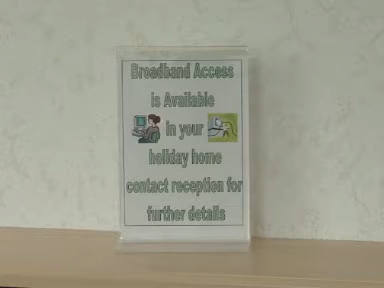 Broadband Access
is Available
in your
holiday home
contact reception for
further details